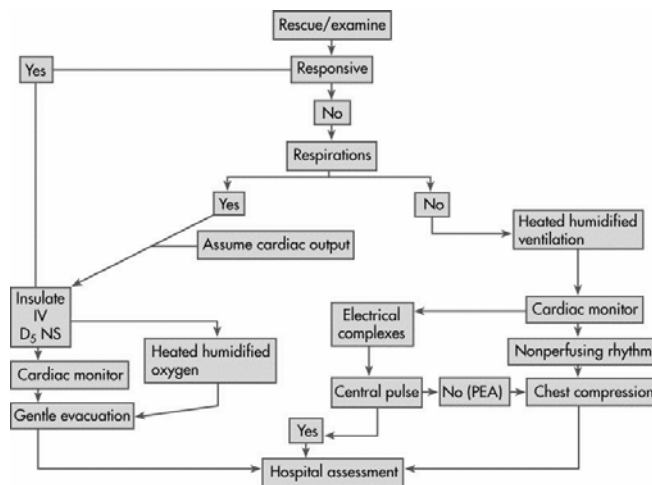 Rescue/examine
Yes
Responsive
No
Respirations
Yes
No
Heated humidified
ventilation
Assume cardiac output
Insulate
IV
D₅ NS
Electrical
complexes
Cardiac monitor
Heated humidified
oxygen
Nonperfusing rhythm
Cardiac monitor
Central pulse
No (PEA)
Chest compression
Gentle evacuation
Yes
Hospital assessment